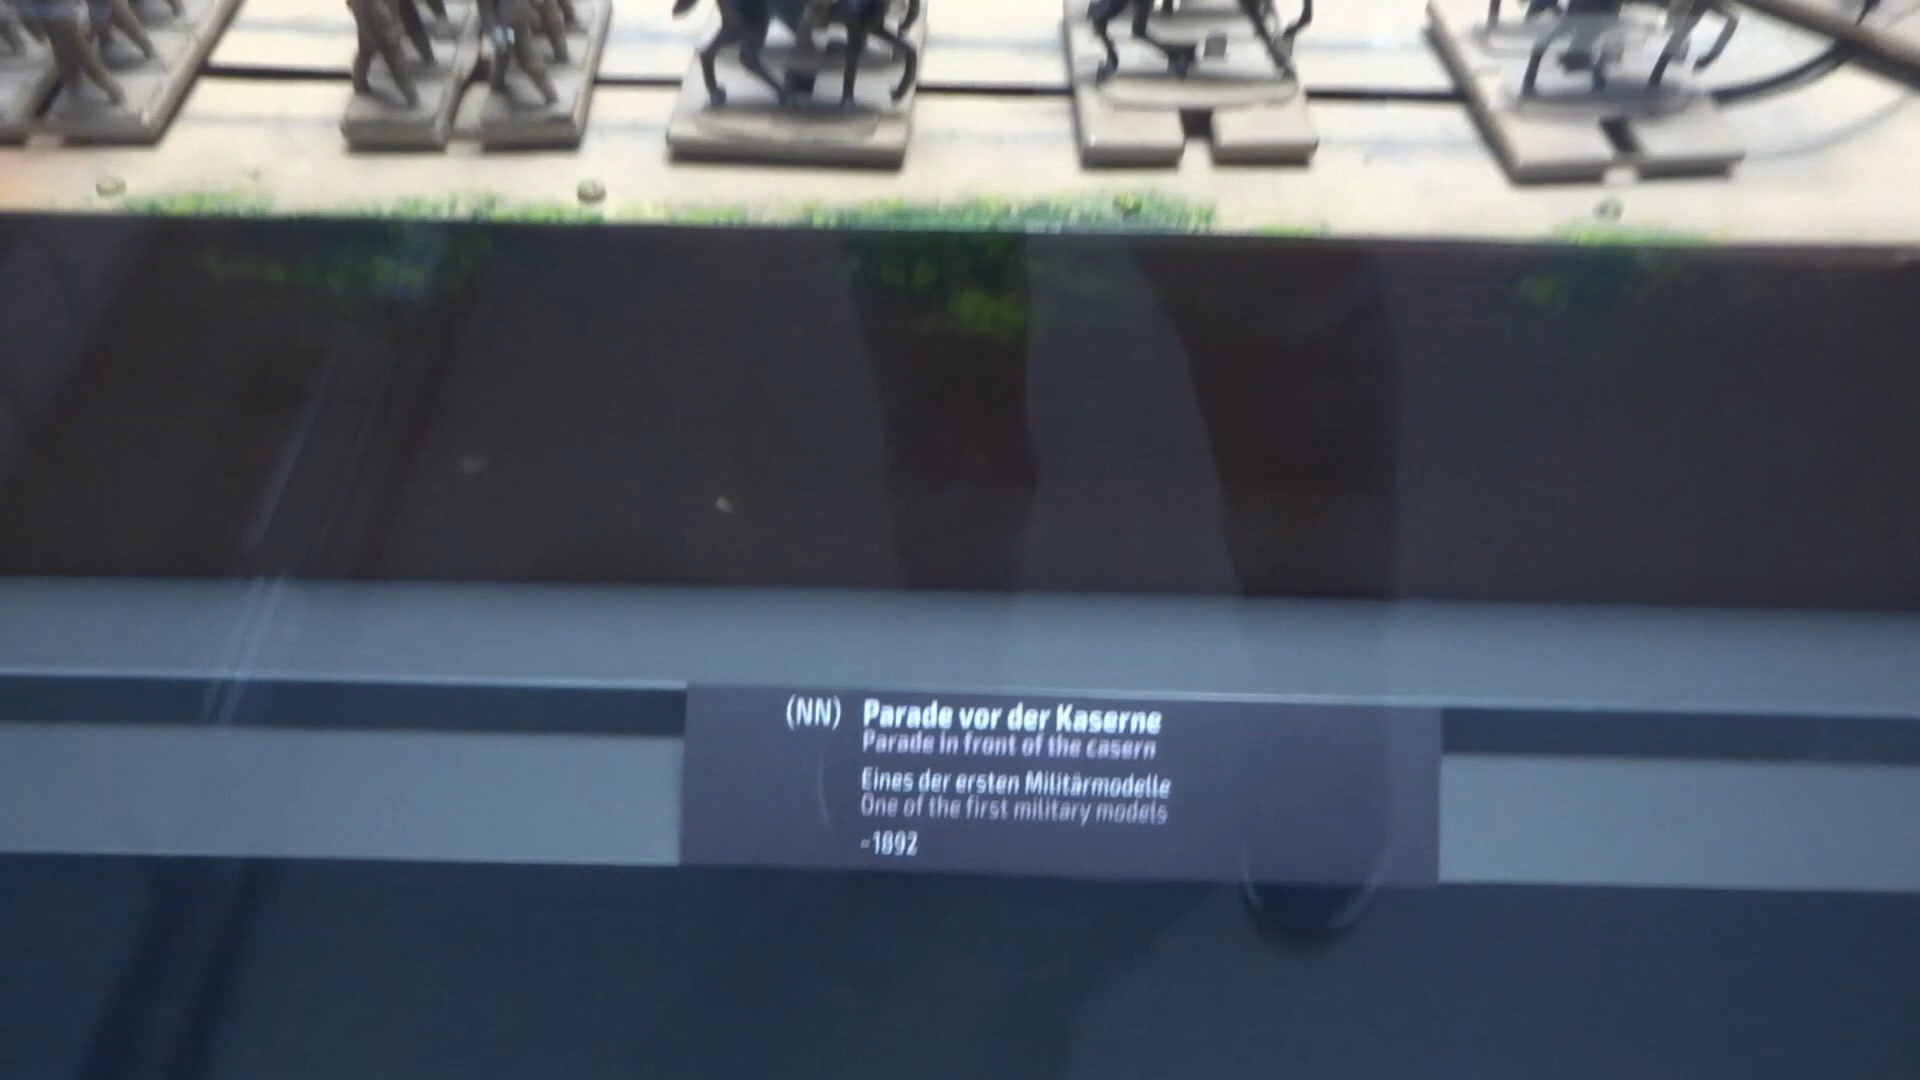 (NN) Parade vor der Kaserne
Parade in front of the casern
Eines der ersten Militärmodelle
One of the first military models
~1892